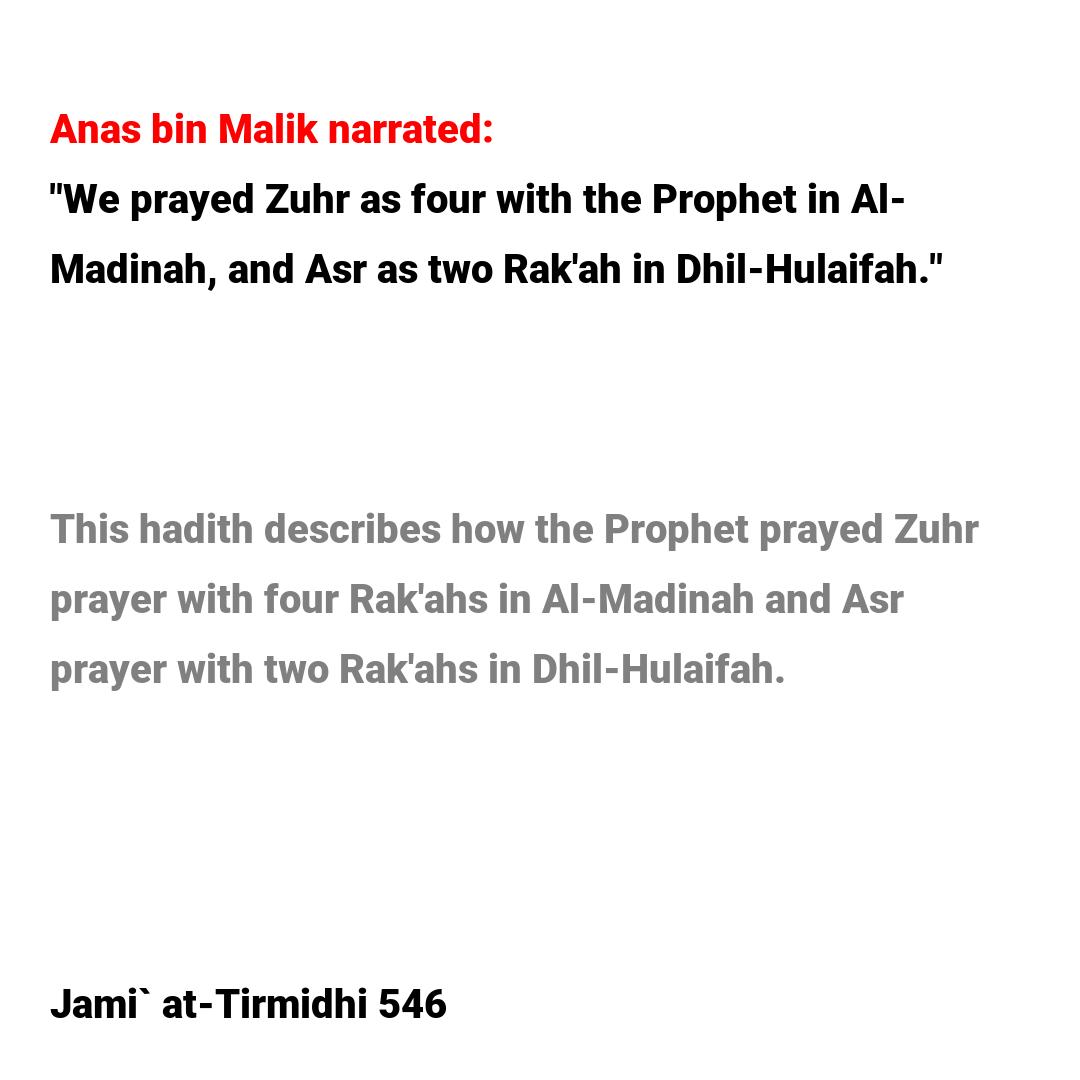 Anas bin Malik narrated:
"We prayed Zuhr as four with the Prophet in Al-
Madinah, and Asr as two Rak'ah in Dhil-Hulaifah."
This hadith describes how the Prophet prayed Zuhr
prayer with four Rak'ahs in Al-Madinah and Asr
prayer with two Rak'ahs in Dhil-Hulaifah.
Jami` at-Tirmidhi 546